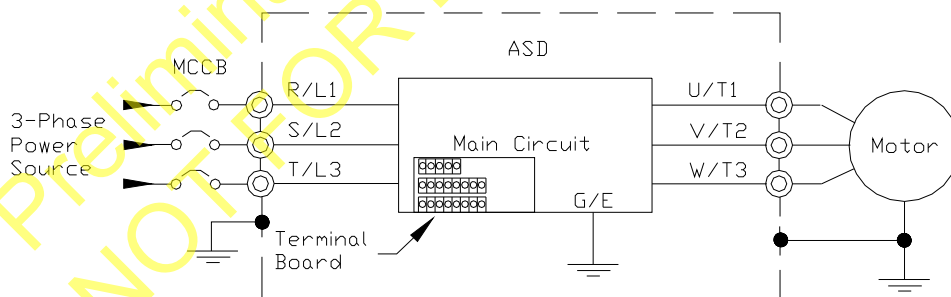 Preliminar
NOT FOR
ASD
MCCB
R/L1
U/T1
3-Phase
Power
Source
S/L2
V/T2
Main Circuit
Motor
T/L3
W/T3
G/E
Terminal
Board